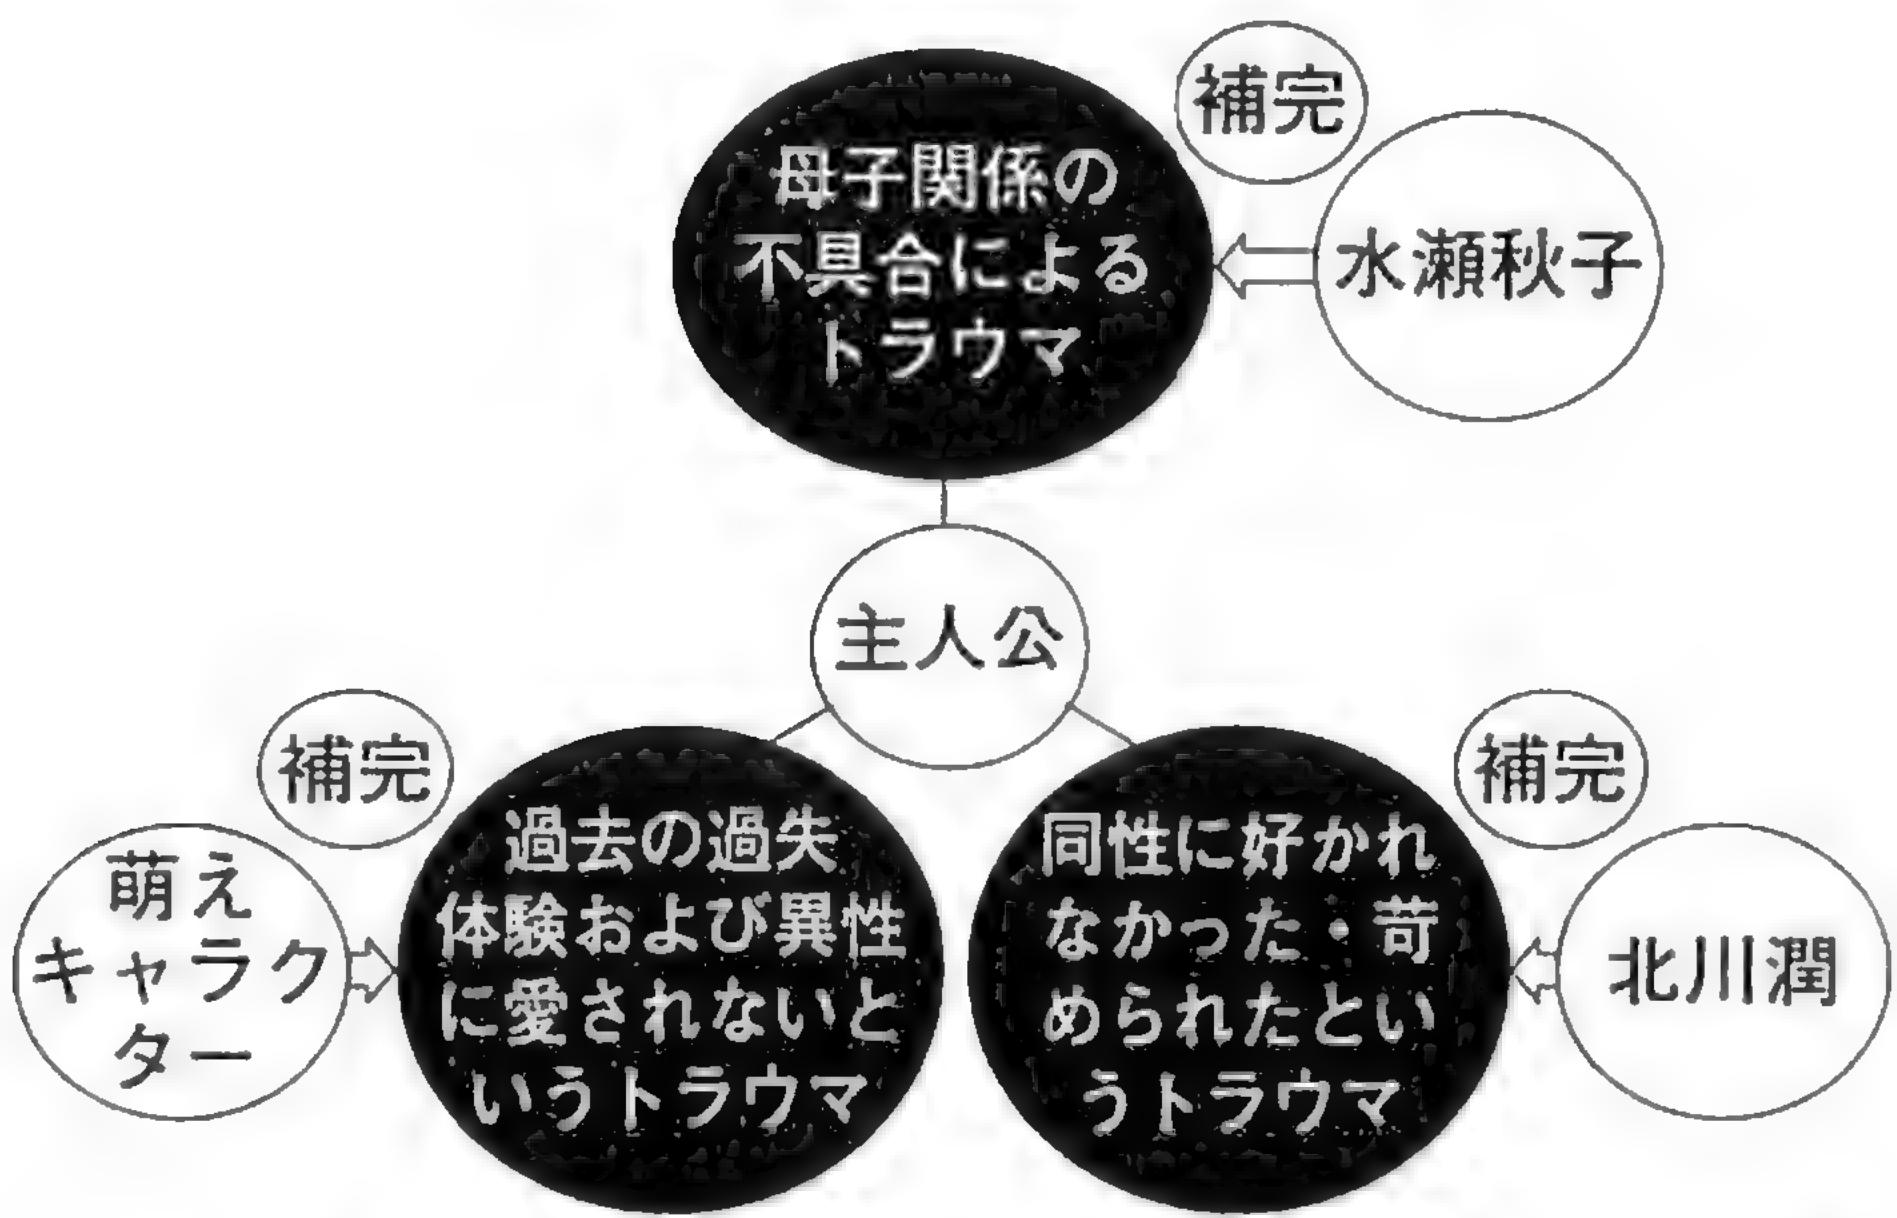 補完
母子関係の
不具合による
トラウマ
水瀬秋子
主人公
補完
萌え
キャラク
ター
過去の過失
体験および異性
に愛されないと
いうトラウマ
補完
同性に好かれ
なかった・苛
められたとい
うトラウマ
北川潤